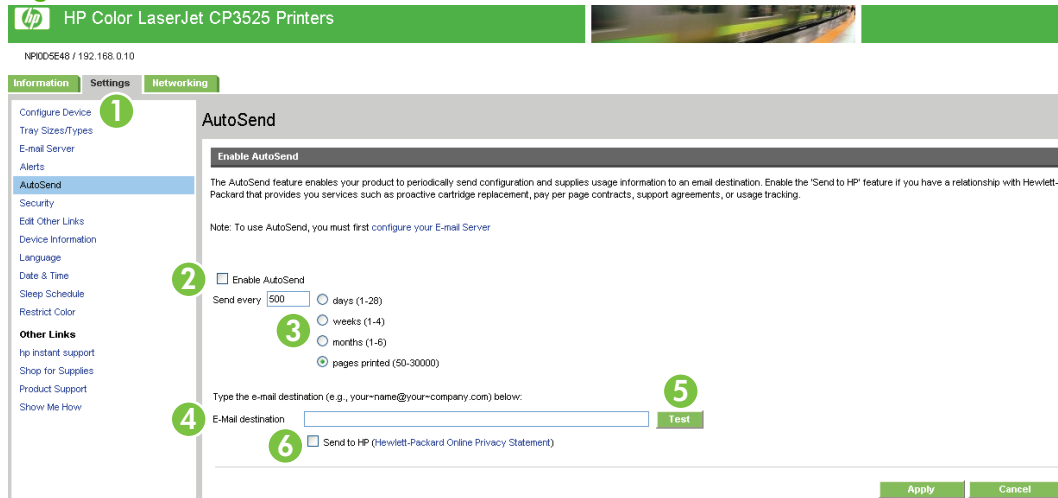 hp HP Color LaserJet CP3525 Printers
NPI0D5E48 / 192.168.0.10
Information Settings Networking
1
Configure Device
Tray Sizes/Types
E-mail Server
Alerts
AutoSend
Security
Edit Other Links
Device Information
Language
Date & Time
Sleep Schedule
Restrict Color
Other Links
hp instant support
Shop for Supplies
Product Support
Show Me How
AutoSend
Enable AutoSend
The AutoSend feature enables your product to periodically send configuration and supplies usage information to an email destination. Enable the 'Send to HP' feature if you have a relationship with Hewlett-
Packard that provides you services such as proactive cartridge replacement, pay per page contracts, support agreements, or usage tracking.
Note: To use AutoSend, you must first configure your E-mail Server
2 Enable AutoSend
Send every 500 days (1-28)
3 weeks (1-4)
months (1-6)
pages printed (50-30000)
Type the e-mail destination (e.g., your~name@your~company.com) below:
5
4 E-Mail destination Test
6 Send to HP (Hewlett-Packard Online Privacy Statement)
Apply Cancel